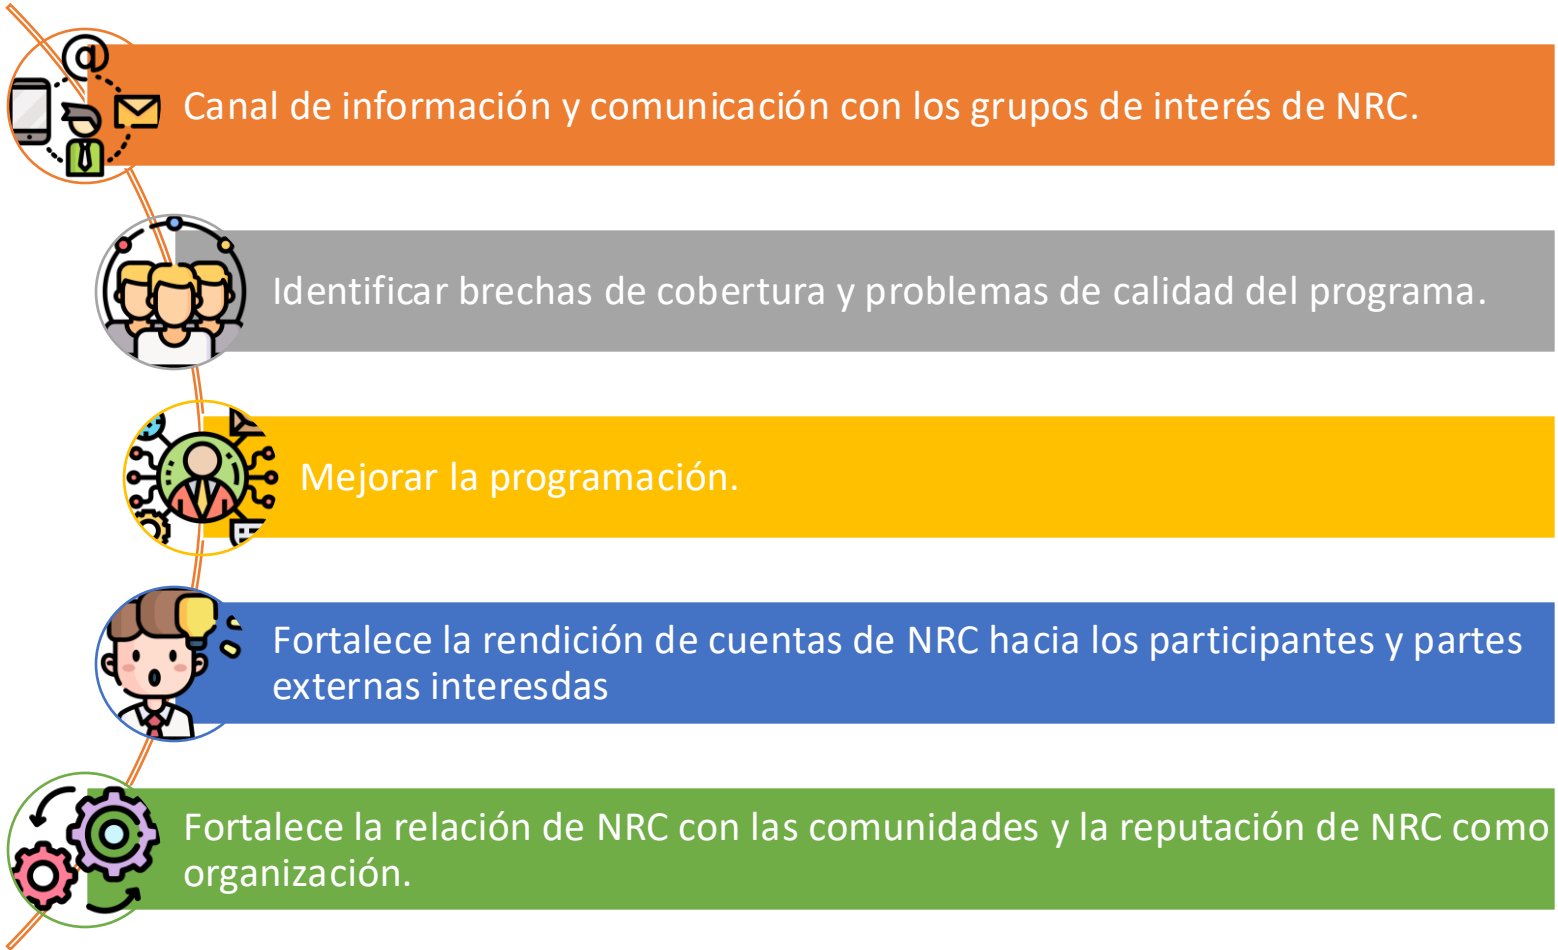 Canal de información y comunicación con los grupos de interés de NRC.
Identificar brechas de cobertura y problemas de calidad del programa.
Mejorar la programación.
Fortalece la rendición de cuentas de NRC hacia los participantes y partes
externas interesdas
Fortalece la relación de NRC con las comunidades y la reputación de NRC como
organización.